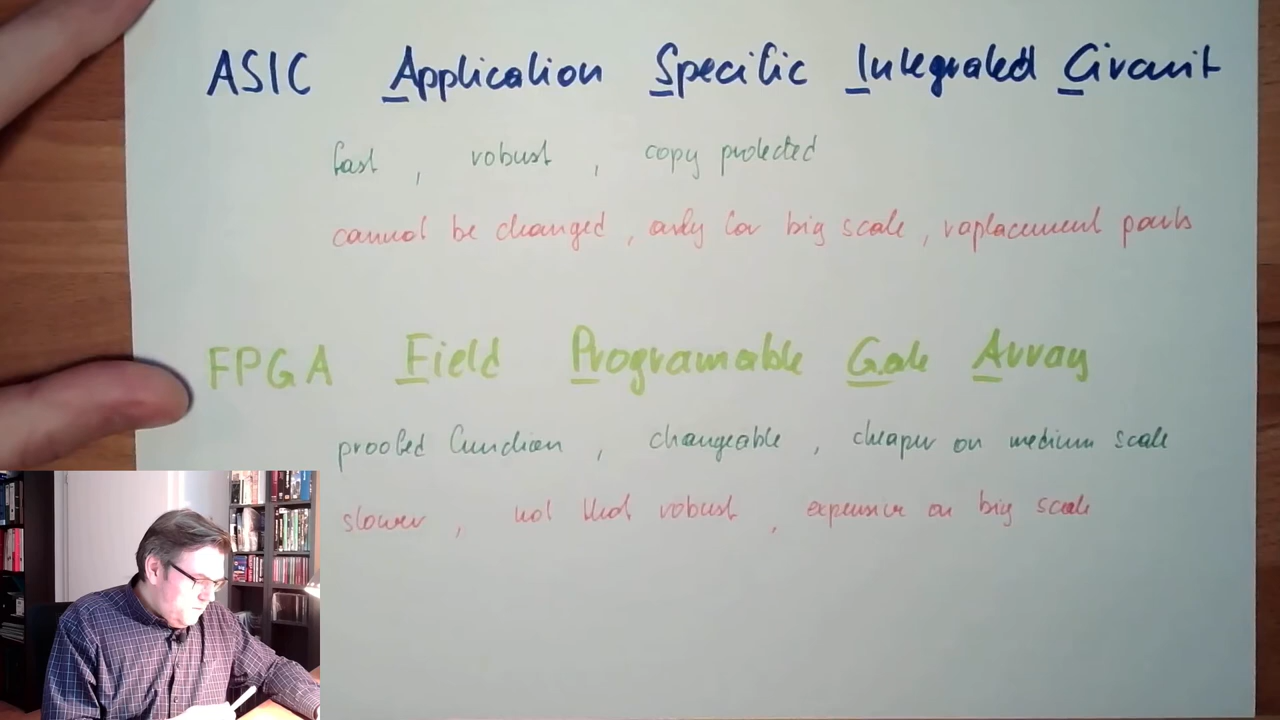 ASIC Application Specific Integrated Circuit
fast , robust , copy protected
cannot be changed , only for big scale , raplacement parts
FPGA Field Programable Gate Array
proofed function , changeable , cheaper on medium scale
slower , not that robust , expensive on big scale